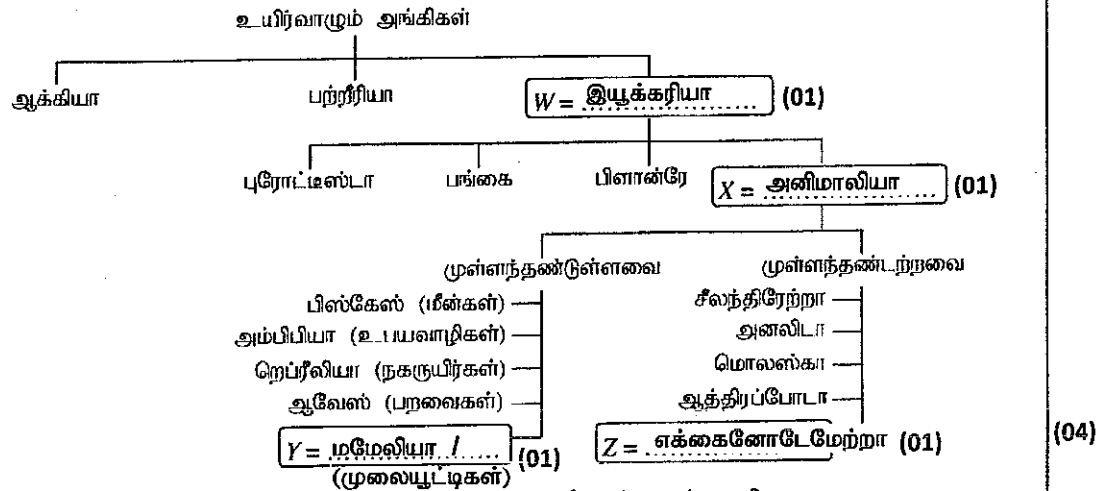 உயிர்வாழும் அங்கிகள்
ஆக்கியா பற்றீரியா W = இயூக்கரியா (01)
புரோட்டீஸ்டா பங்கை பிளான்ரே X = அனிமாலியா (01)
முள்ளந்தண்டுள்ளவை முள்ளந்தண்டற்றவை
பிஸ்கேஸ் (மீன்கள்) சீலந்திரேற்றா
அம்பிபியா (உபயவாழிகள்) அனலிடா
றெப்ரீலியா (நகருயிர்கள்) மொலஸ்கா
ஆவேஸ் (பறவைகள்) ஆத்திரப்போடா
Y = மமேலியா / (01) Z = எக்கைனோடேமேற்றா (01) (04)
(முலையூட்டிகள்)